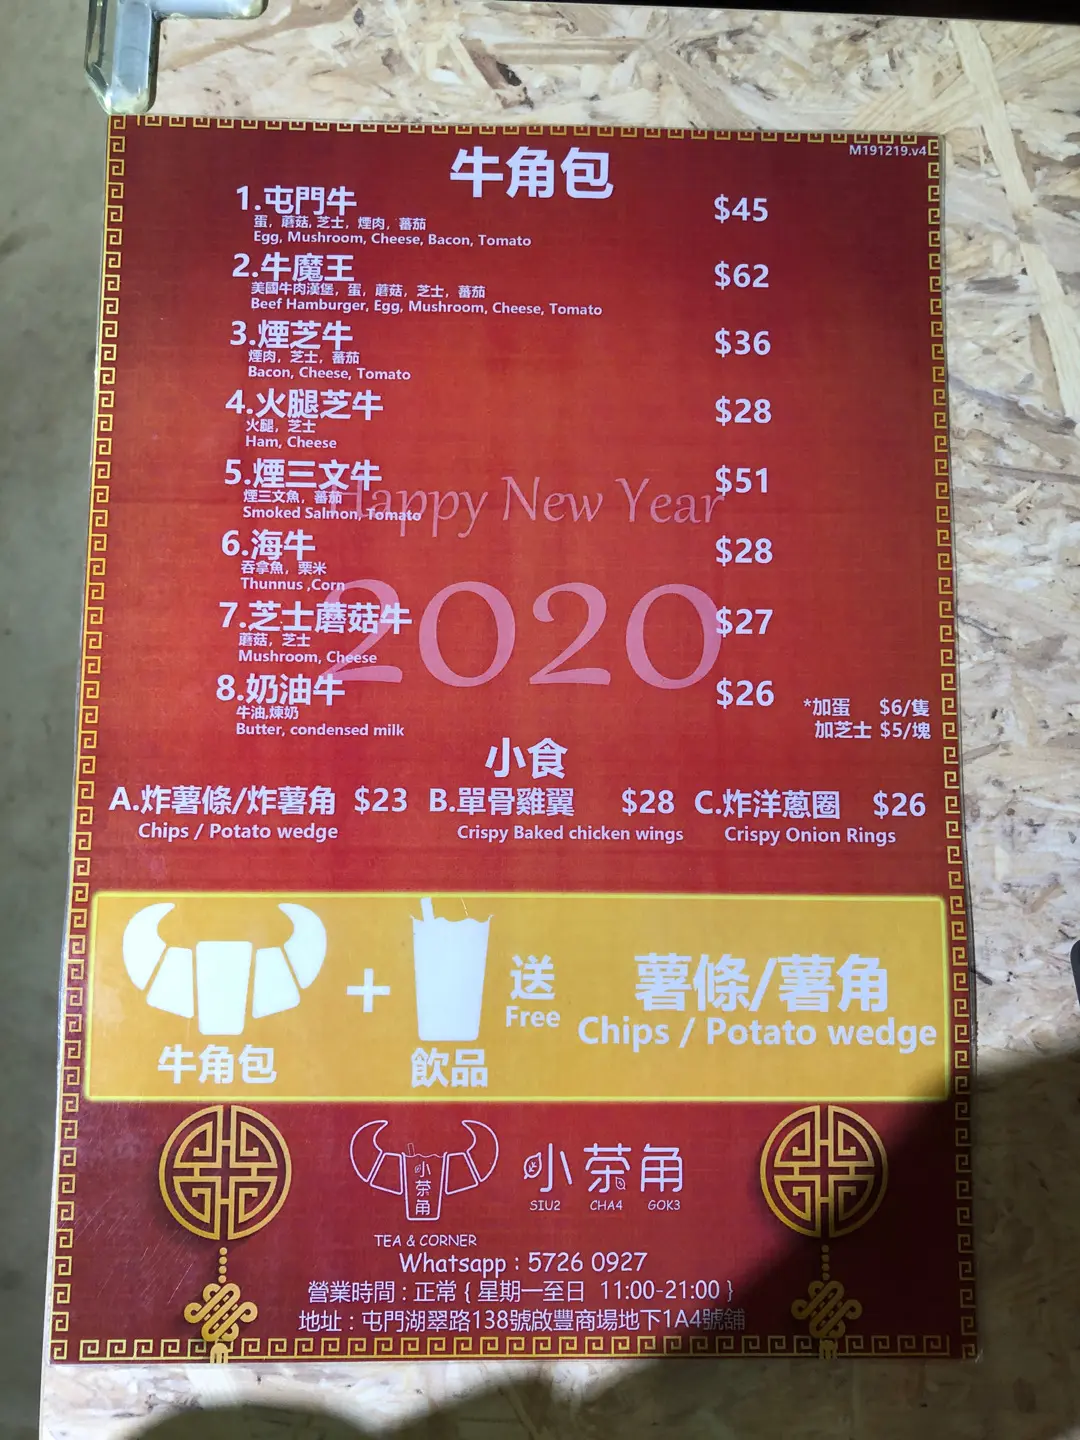 M191219.v4
牛角包
1.屯門牛 $45
蛋, 蘑菇, 芝士, 煙肉, 蕃茄
Egg, Mushroom, Cheese, Bacon, Tomato
2.牛魔王 $62
美國牛肉漢堡, 蛋, 蘑菇, 芝士, 蕃茄
Beef Hamburger, Egg, Mushroom, Cheese, Tomato
3.煙芝牛 $36
煙肉, 芝士, 蕃茄
Bacon, Cheese, Tomato
4.火腿芝牛 $28
火腿, 芝士
Ham, Cheese
5.煙三文牛 $51
煙三文魚, 蕃茄
Smoked Salmon, Tomato
Happy New Year
6.海牛 $28
吞拿魚, 栗米
Thunnus ,Corn
2020
7.芝士蘑菇牛 $27
蘑菇, 芝士
Mushroom, Cheese
8.奶油牛 $26
牛油,煉奶
Butter, condensed milk
*加蛋 $6/隻
加芝士 $5/塊
小食
A.炸薯條/炸薯角 $23 B.單骨雞翼 $28 C.炸洋蔥圈 $26
Chips / Potato wedge Crispy Baked chicken wings Crispy Onion Rings
+ 送 薯條/薯角
Free Chips / Potato wedge
牛角包 飲品
小茶角
小茶角
SIU2 CHA4 GOK3
TEA & CORNER
Whatsapp : 5726 0927
營業時間 : 正常 { 星期一至日 11:00-21:00 }
地址 : 屯門湖翠路138號啟豐商場地下1A4號舖